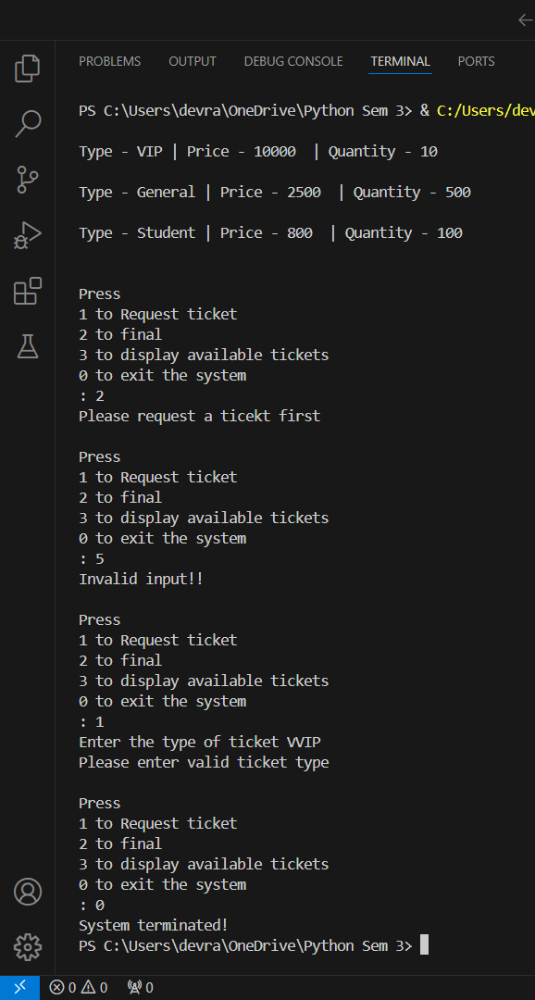 PROBLEMS OUTPUT DEBUG CONSOLE TERMINAL PORTS
PS C:\Users\devra\OneDrive\Python Sem 3> & C:/Users/dev
Type - VIP | Price - 10000  | Quantity - 10
Type - General | Price - 2500  | Quantity - 500
Type - Student | Price - 800  | Quantity - 100
Press
1 to Request ticket
2 to final
3 to display available tickets
0 to exit the system
: 2
Please request a ticekt first
Press
1 to Request ticket
2 to final
3 to display available tickets
0 to exit the system
: 5
Invalid input!!
Press
1 to Request ticket
2 to final
3 to display available tickets
0 to exit the system
: 1
Enter the type of ticket VVIP
Please enter valid ticket type
Press
1 to Request ticket
2 to final
3 to display available tickets
0 to exit the system
: 0
System terminated!
PS C:\Users\devra\OneDrive\Python Sem 3>
0 0 0